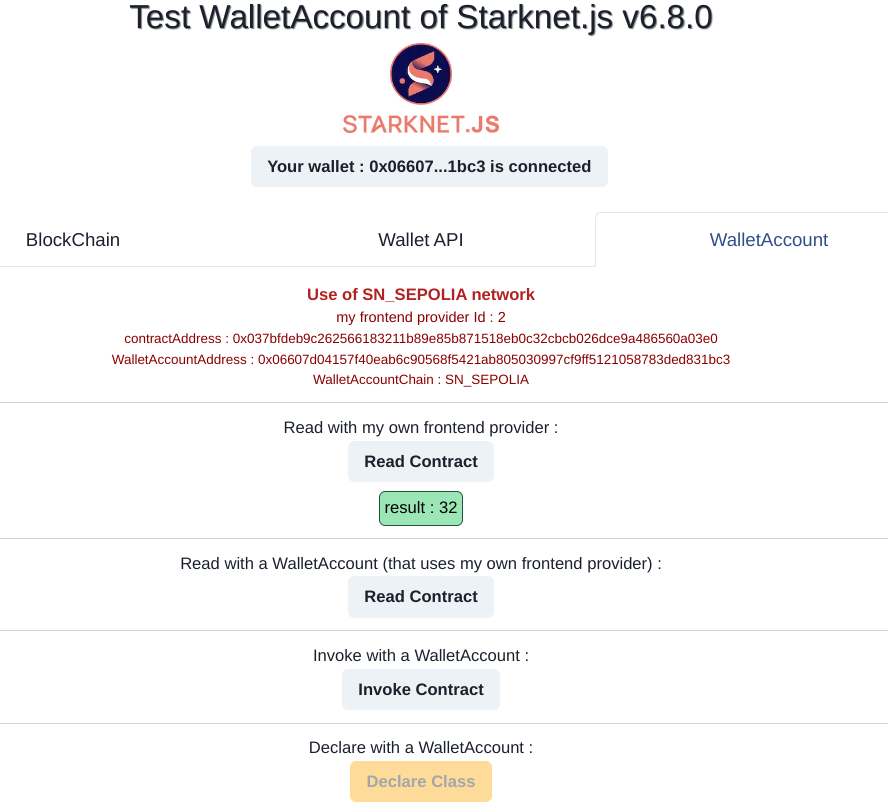 Test WalletAccount of Starknet.js v6.8.0
STARKNET.JS
Your wallet : 0x06607...1bc3 is connected
BlockChain
Wallet API
WalletAccount
Use of SN_SEPOLIA network
my frontend provider Id : 2
contractAddress : 0x037bfdeb9c262566183211b89e85b871518eb0c32cbcb026dce9a486560a03e0
WalletAccountAddress : 0x06607d04157f40eab6c90568f5421ab805030997cf9ff5121058783ded831bc3
WalletAccountChain : SN_SEPOLIA
Read with my own frontend provider :
Read Contract
result : 32
Read with a WalletAccount (that uses my own frontend provider) :
Read Contract
Invoke with a WalletAccount :
Invoke Contract
Declare with a WalletAccount :
Declare Class